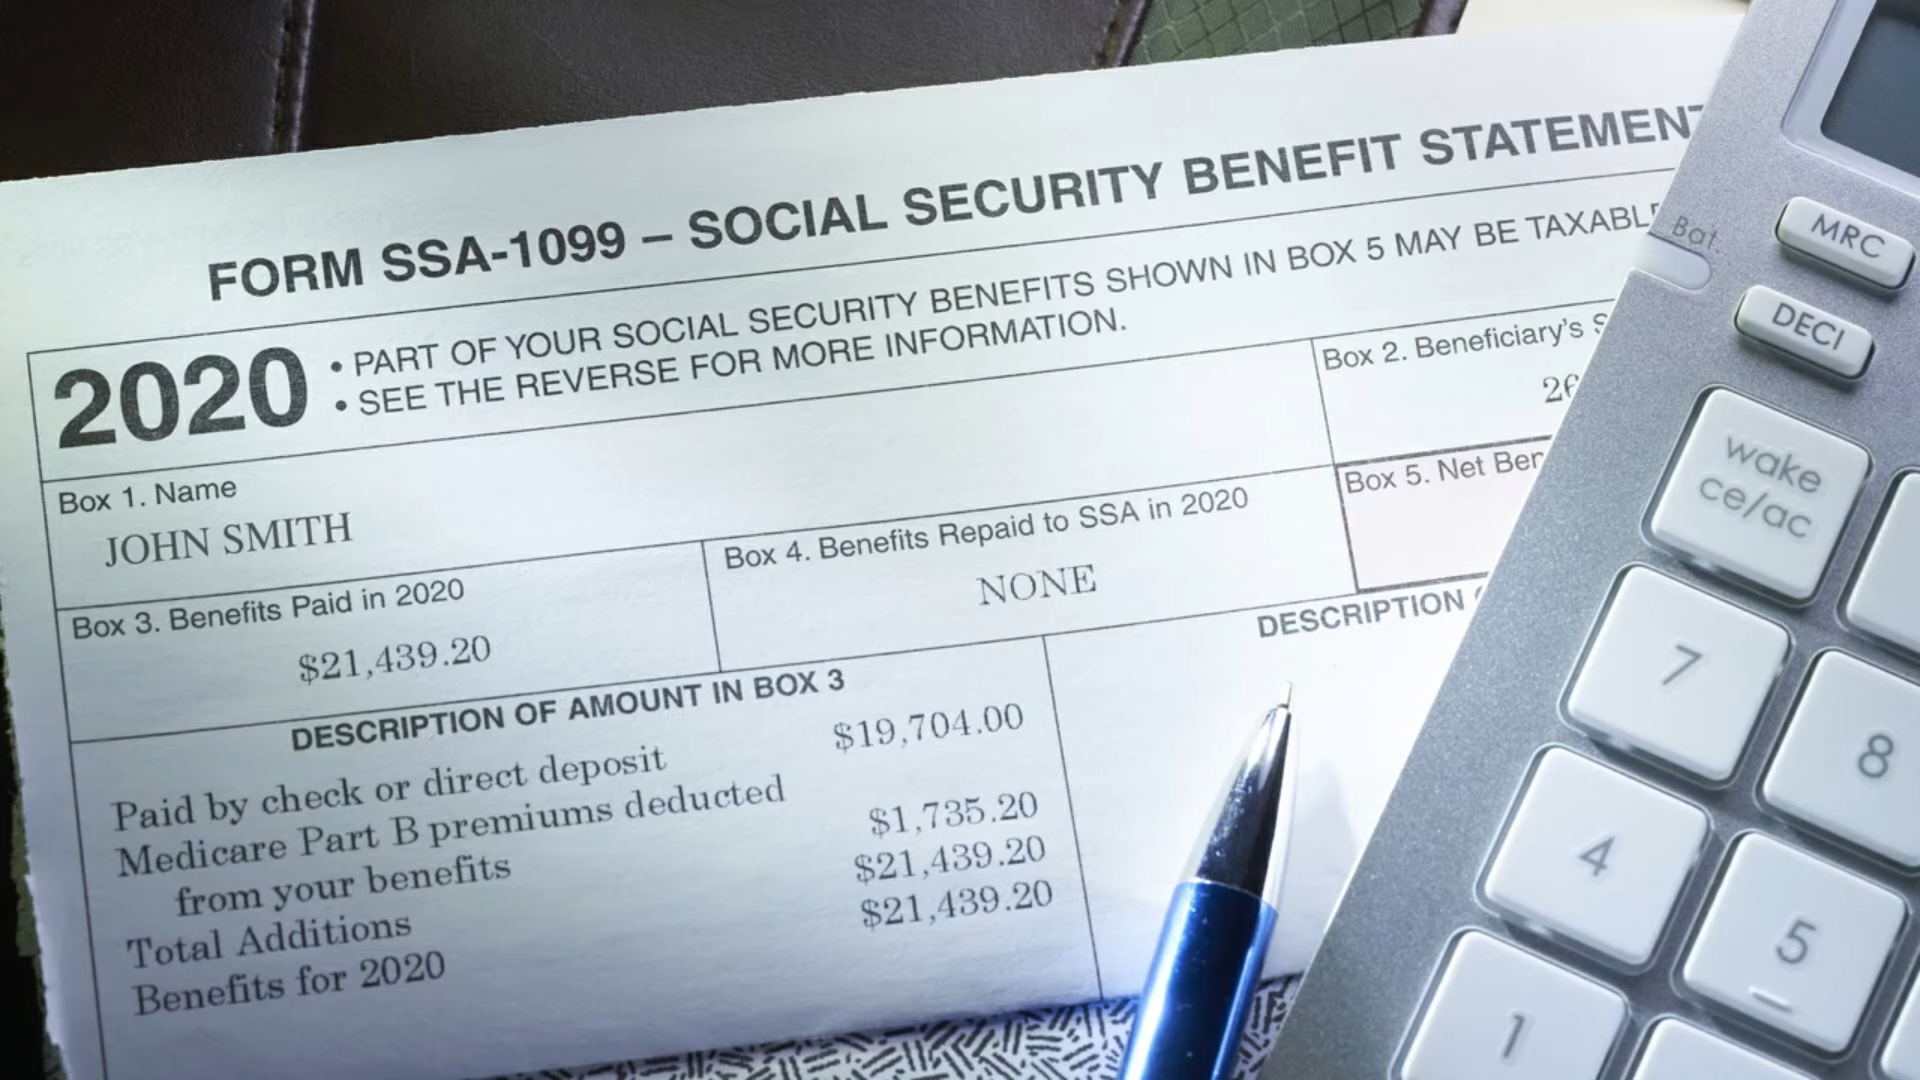 FORM SSA-1099 – SOCIAL SECURITY BENEFIT STATEMENT
2020
• PART OF YOUR SOCIAL SECURITY BENEFITS SHOWN IN BOX 5 MAY BE TAXABLE
• SEE THE REVERSE FOR MORE INFORMATION.
Box 1. Name
JOHN SMITH
Box 2. Beneficiary's S
26
Box 3. Benefits Paid in 2020
$21,439.20
Box 4. Benefits Repaid to SSA in 2020
NONE
Box 5. Net Ben
DESCRIPTION OF AMOUNT IN BOX 3
Paid by check or direct deposit $19,704.00
Medicare Part B premiums deducted
from your benefits $1,735.20
Total Additions $21,439.20
Benefits for 2020 $21,439.20
DESCRIPTION
Bat.
MRC
DECI
wake
ce/ac
7
8
4
5
1